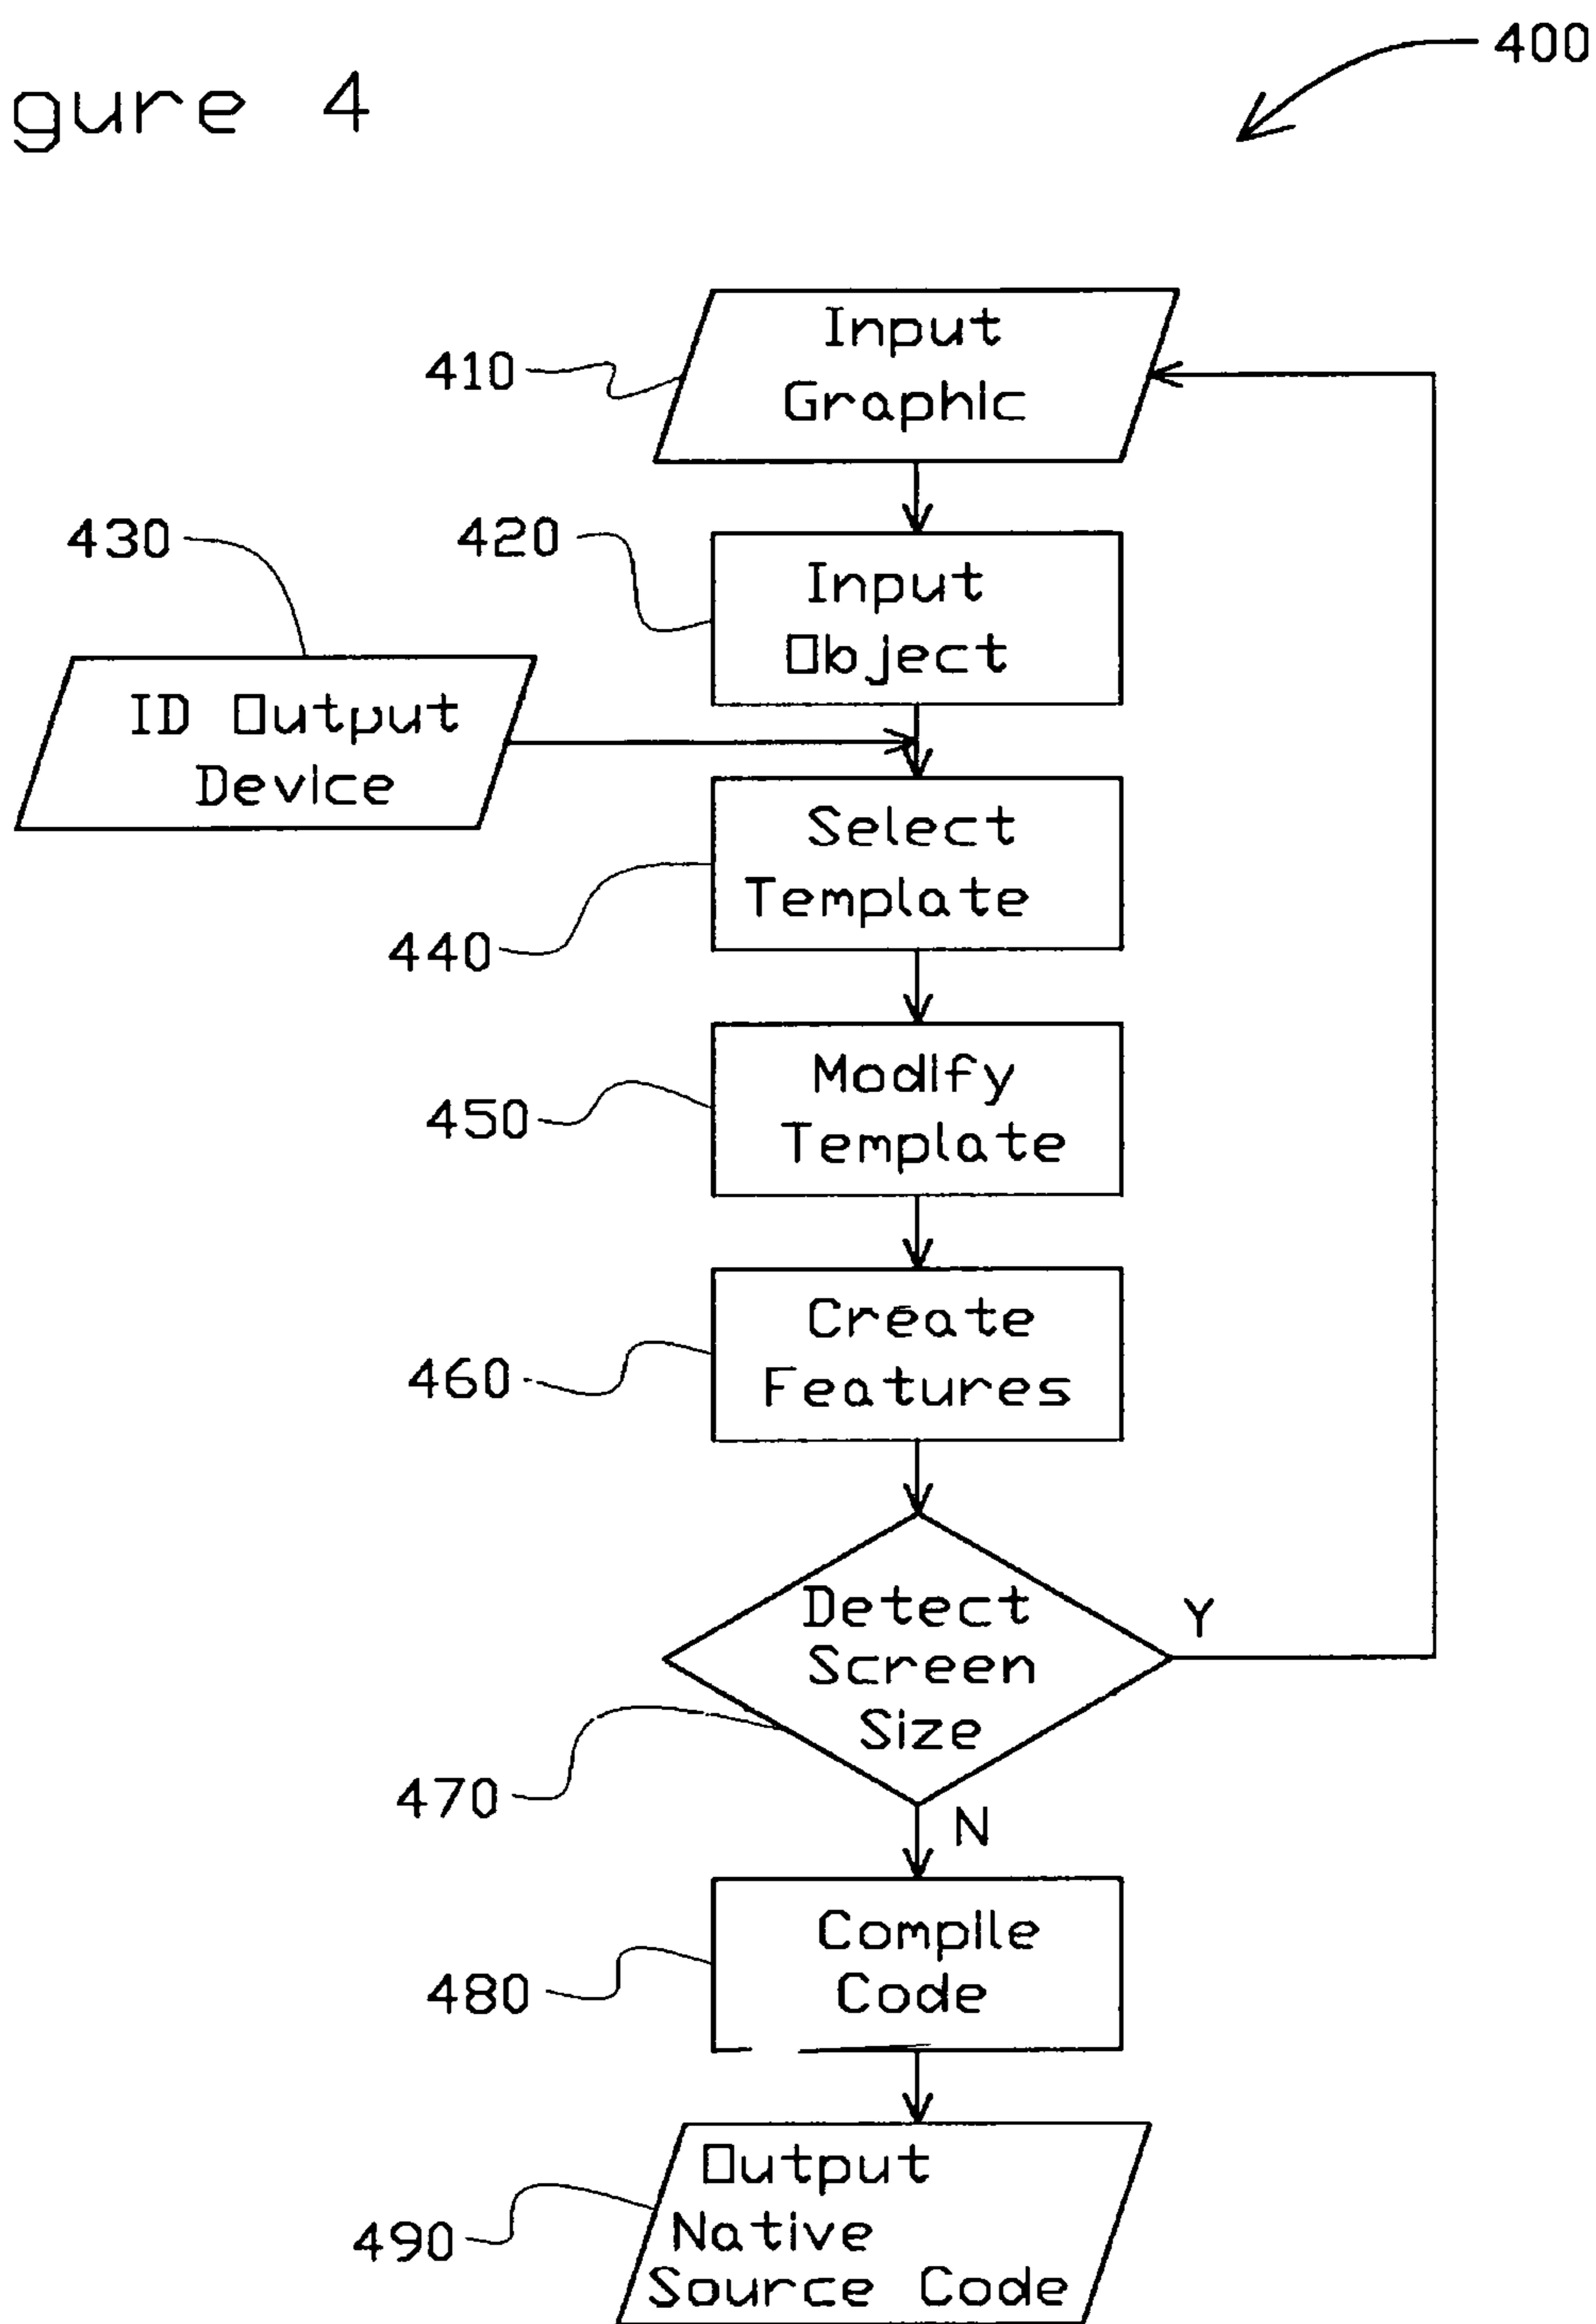 400
gure 4
Input
Graphic
410
430
420
Input
Object
ID Output
Device
Select
Template
440
Modify
Template
450
Create
Features
460
Detect
Screen
Size
Y
470
N
Compile
Code
480
Output
Native
Source Code
490